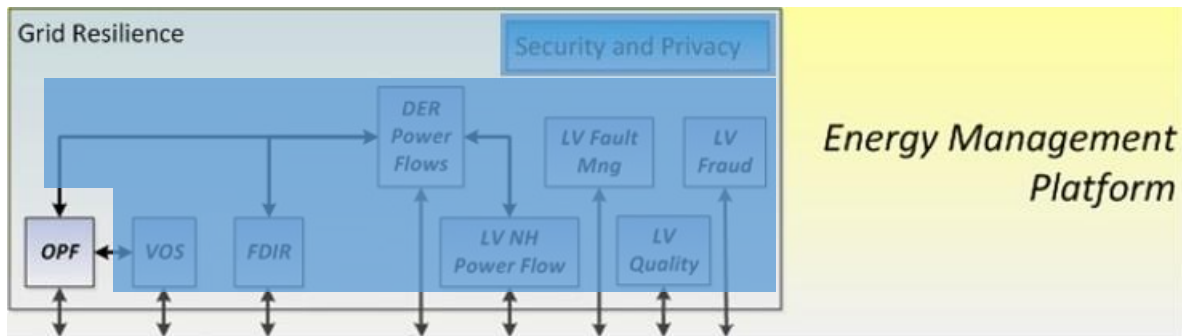 Grid Resilience
Security and Privacy
DER
Power
Flows
LV Fault
Mng
LV
Fraud
Energy Management
Platform
OPF
VOS
FDIR
LV NH
Power Flow
LV
Quality